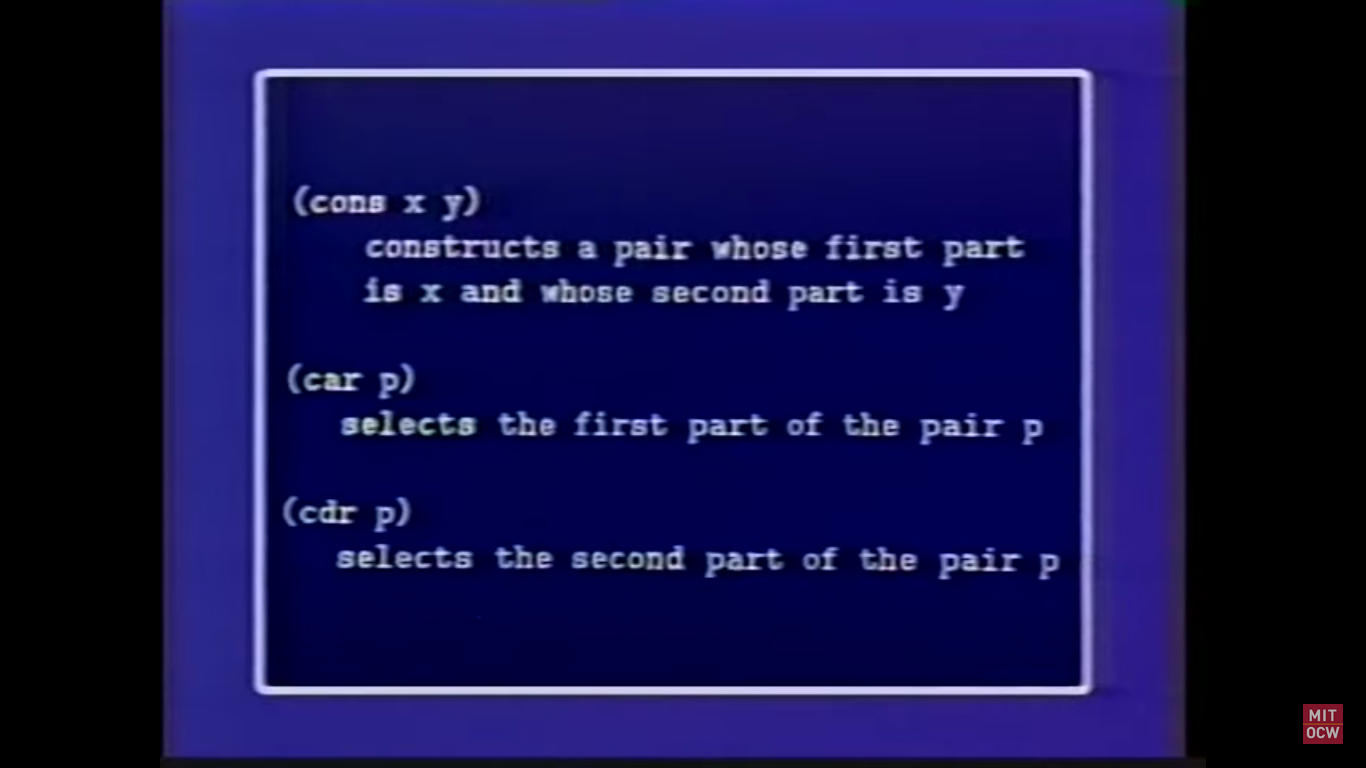 (cons x y)
constructs a pair whose first part
is x and whose second part is y
(car p)
selects the first part of the pair p
(cdr p)
selects the second part of the pair p
MIT
OCW